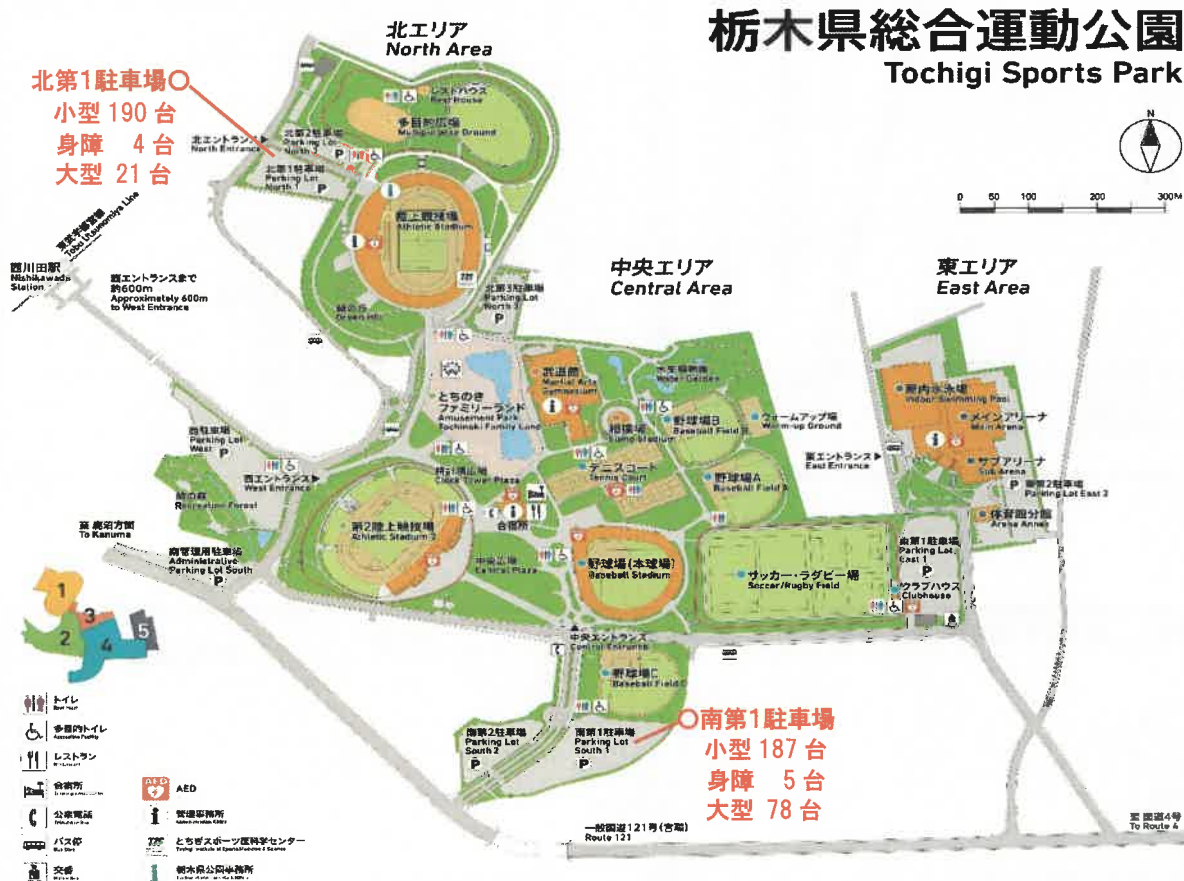 栃木県総合運動公園
Tochigi Sports Park
北エリア
North Area
北第1駐車場
小型 190 台
身障 4 台
大型 21 台
レストハウス
Rest House
多目的広場
Multipurpose Ground
北エントランス
North Entrance
北第2駐車場
Parking Lot
North 2
P
北第1駐車場
Parking Lot
North 1
P
N
0 50 100 200 300M
陸上競技場
Athletic Stadium
東武宇都宮線
Tobu Utsunomiya Line
西川田駅
Nishikawada
Station
西エントランスまで
約600m
Approximately 600m
to West Entrance
緑の丘
Green Hill
北第3駐車場
Parking Lot
North 3
P
中央エリア
Central Area
東エリア
East Area
武道館
Martial Arts
Gymnasium
水生植物園
Water Garden
とちのき
ファミリーランド
Amusement Park
Tochinoki Family Land
相撲場
Sumo Stadium
野球場B
Baseball Field B
ウォームアップ場
Warm-up Ground
屋内水泳場
Indoor Swimming Pool
メインアリーナ
Main Arena
サブアリーナ
Sub Arena
東エントランス
East Entrance
P
東第2駐車場
Parking Lot East 2
体育館分館
Arena Annex
西駐車場
Parking Lot
West
P
西エントランス
West Entrance
時計塔広場
Clock Tower Plaza
テニスコート
Tennis Court
野球場A
Baseball Field A
Recreation Forest
合宿所
第2陸上競技場
Athletic Stadium 2
至 鹿沼方面
To Kanuma
南管理用駐車場
Administrative
Parking Lot South
P
中央広場
Central Plaza
野球場(本球場)
Baseball Stadium
サッカー・ラグビー場
Soccer/Rugby Field
東第1駐車場
Parking Lot
East 1
P
クラブハウス
Clubhouse
1
2
3
4
5
中央エントランス
Central Entrance
野球場C
Baseball Field C
南第2駐車場
Parking Lot
South 2
P
南第1駐車場
Parking Lot
South 1
P
南第1駐車場
小型 187 台
身障 5 台
大型 78 台
一般国道121号(宮環)
Route 121
至 国道4号
To Route 4
トイレ
多目的トイレ
レストラン
合宿所
公衆電話
バス停
交番
AED
管理事務所
とちぎスポーツ医科学センター
栃木県公園事務所